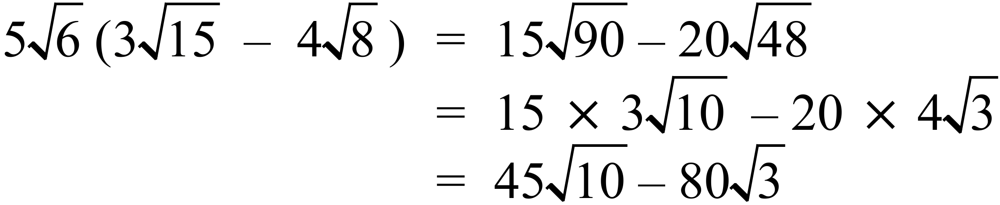 5√6 (3√15 − 4√8) = 15√90 − 20√48
= 15 × 3√10 − 20 × 4√3
= 45√10 − 80√3